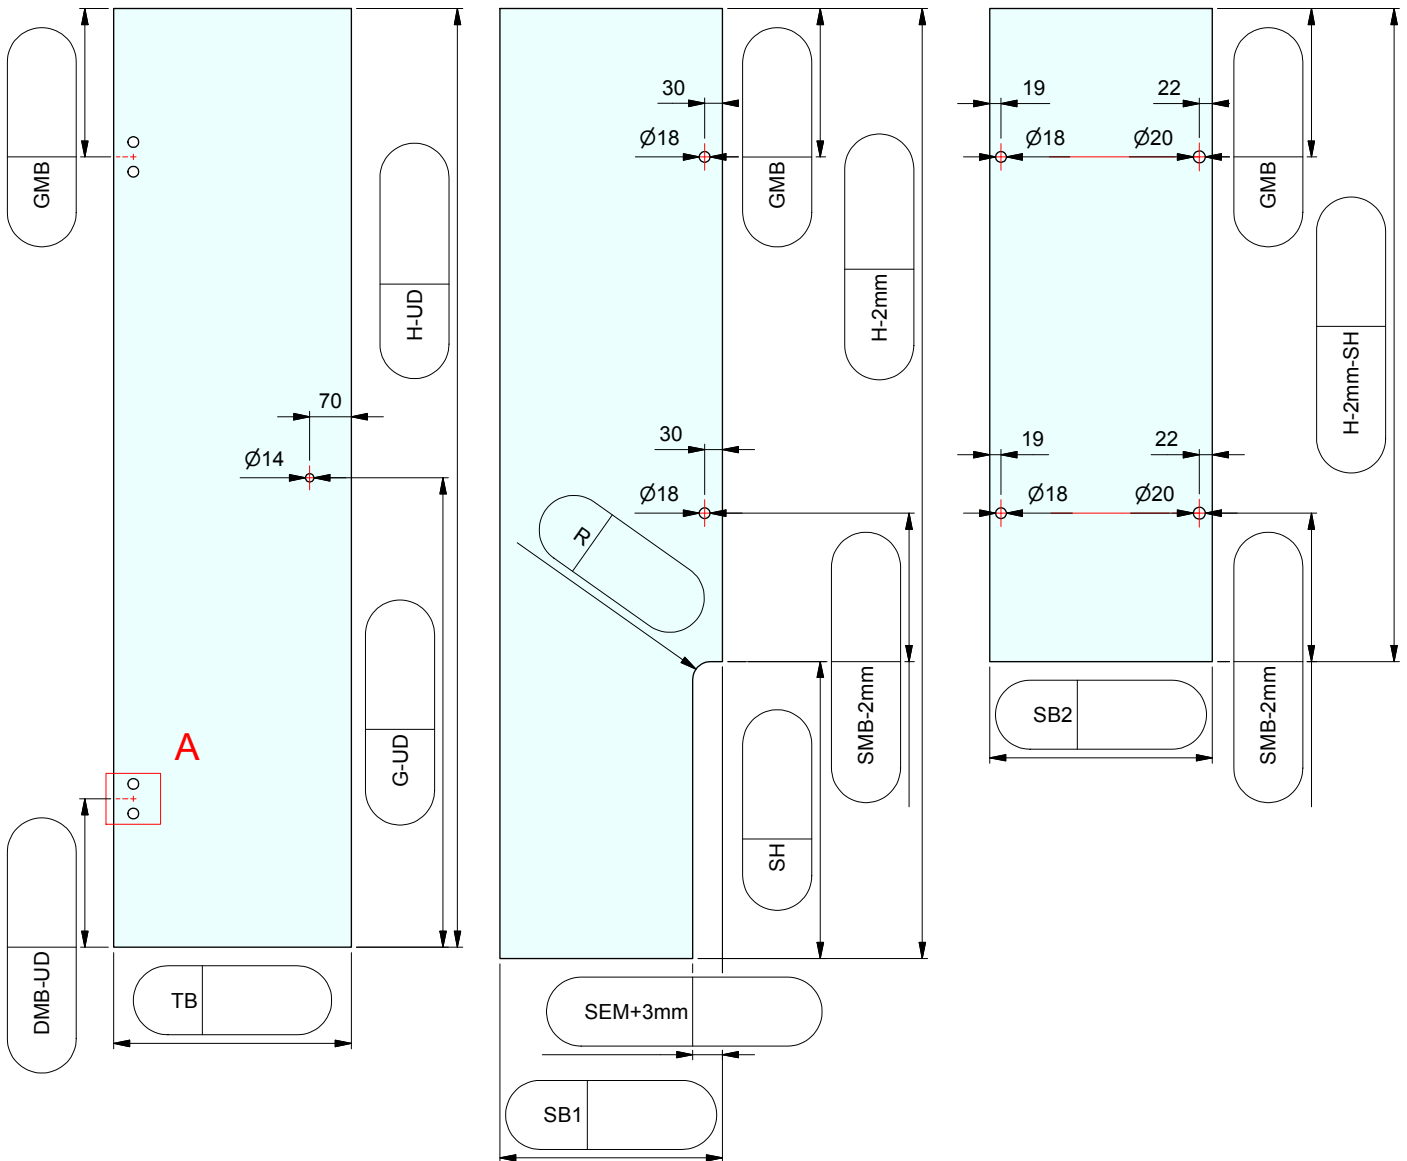 GMB
H-UD
70
Ø14
A
G-UD
DMB-UD
TB
30
Ø18
GMB
H-2mm
30
Ø18
R
SMB-2mm
SH
SEM+3mm
SB1
19
22
Ø18
Ø20
GMB
H-2mm-SH
19
22
Ø18
Ø20
SB2
SMB-2mm